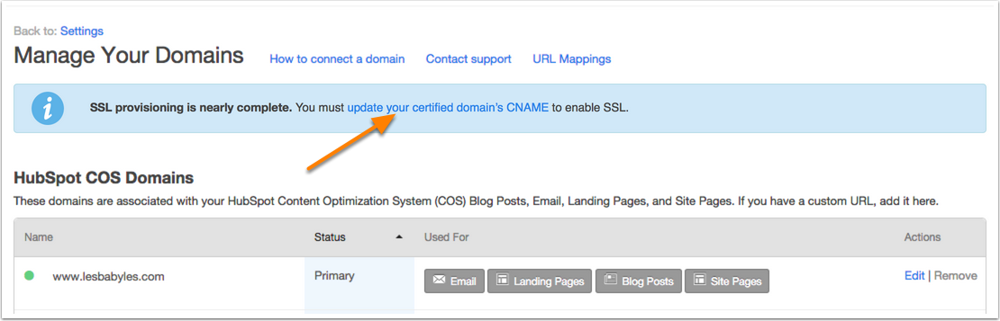 Back to: Settings
Manage Your Domains How to connect a domain Contact support URL Mappings
SSL provisioning is nearly complete. You must update your certified domain's CNAME to enable SSL.
HubSpot COS Domains
These domains are associated with your HubSpot Content Optimization System (COS) Blog Posts, Email, Landing Pages, and Site Pages. If you have a custom URL, add it here.
Name Status Used For Actions
www.lesbabyles.com Primary Email Landing Pages Blog Posts Site Pages Edit | Remove